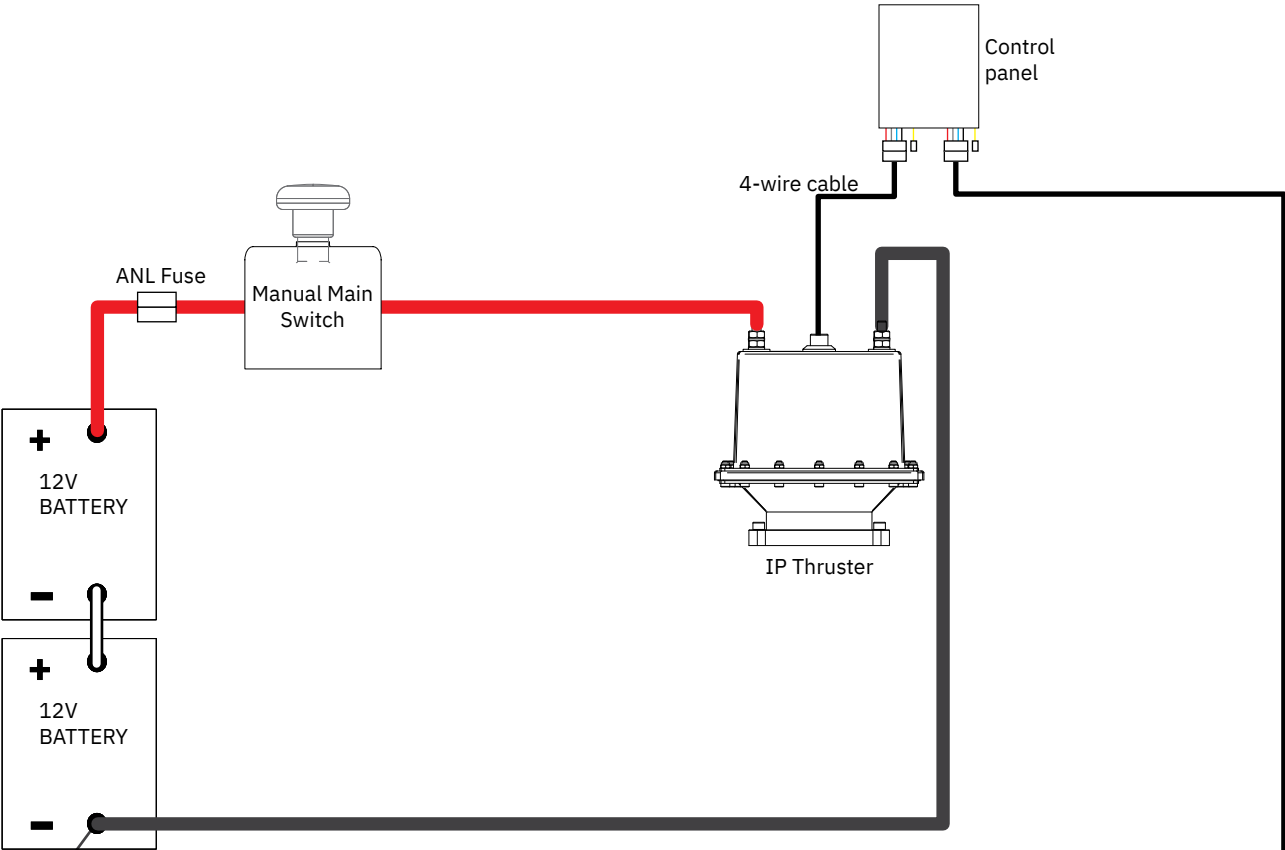 Control
panel
4-wire cable
ANL Fuse
Manual Main
Switch
+
12V
BATTERY
−
IP Thruster
+
12V
BATTERY
−